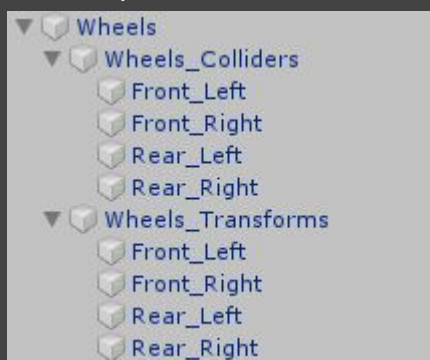 Wheels
Wheels_Colliders
Front_Left
Front_Right
Rear_Left
Rear_Right
Wheels_Transforms
Front_Left
Front_Right
Rear_Left
Rear_Right